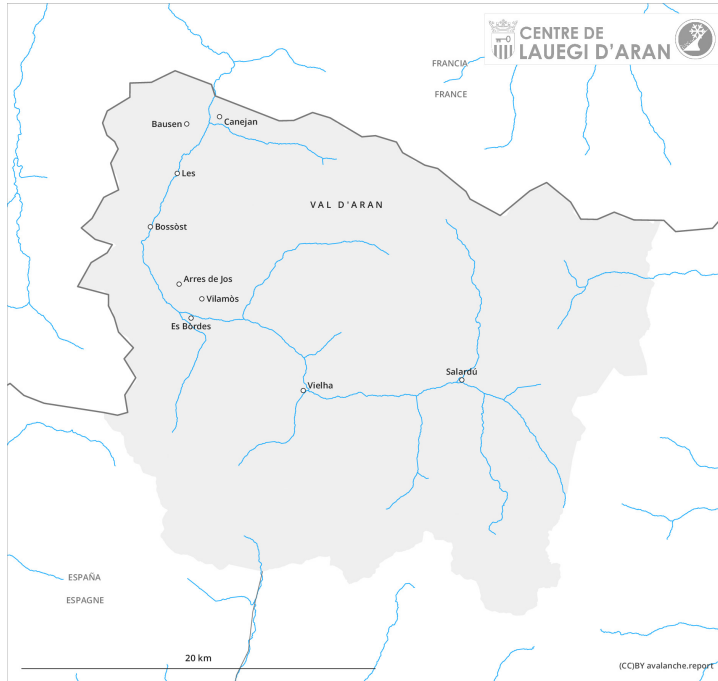 CENTRE DE
LAUEGI D'ARAN
FRANCIA
FRANCE
Bausen
Canejan
Les
VAL D'ARAN
Bossòst
Arres de Jos
Vilamòs
Es Bòrdes
Salardú
Vielha
ESPAÑA
ESPAGNE
20 km
(CC)BY avalanche.report